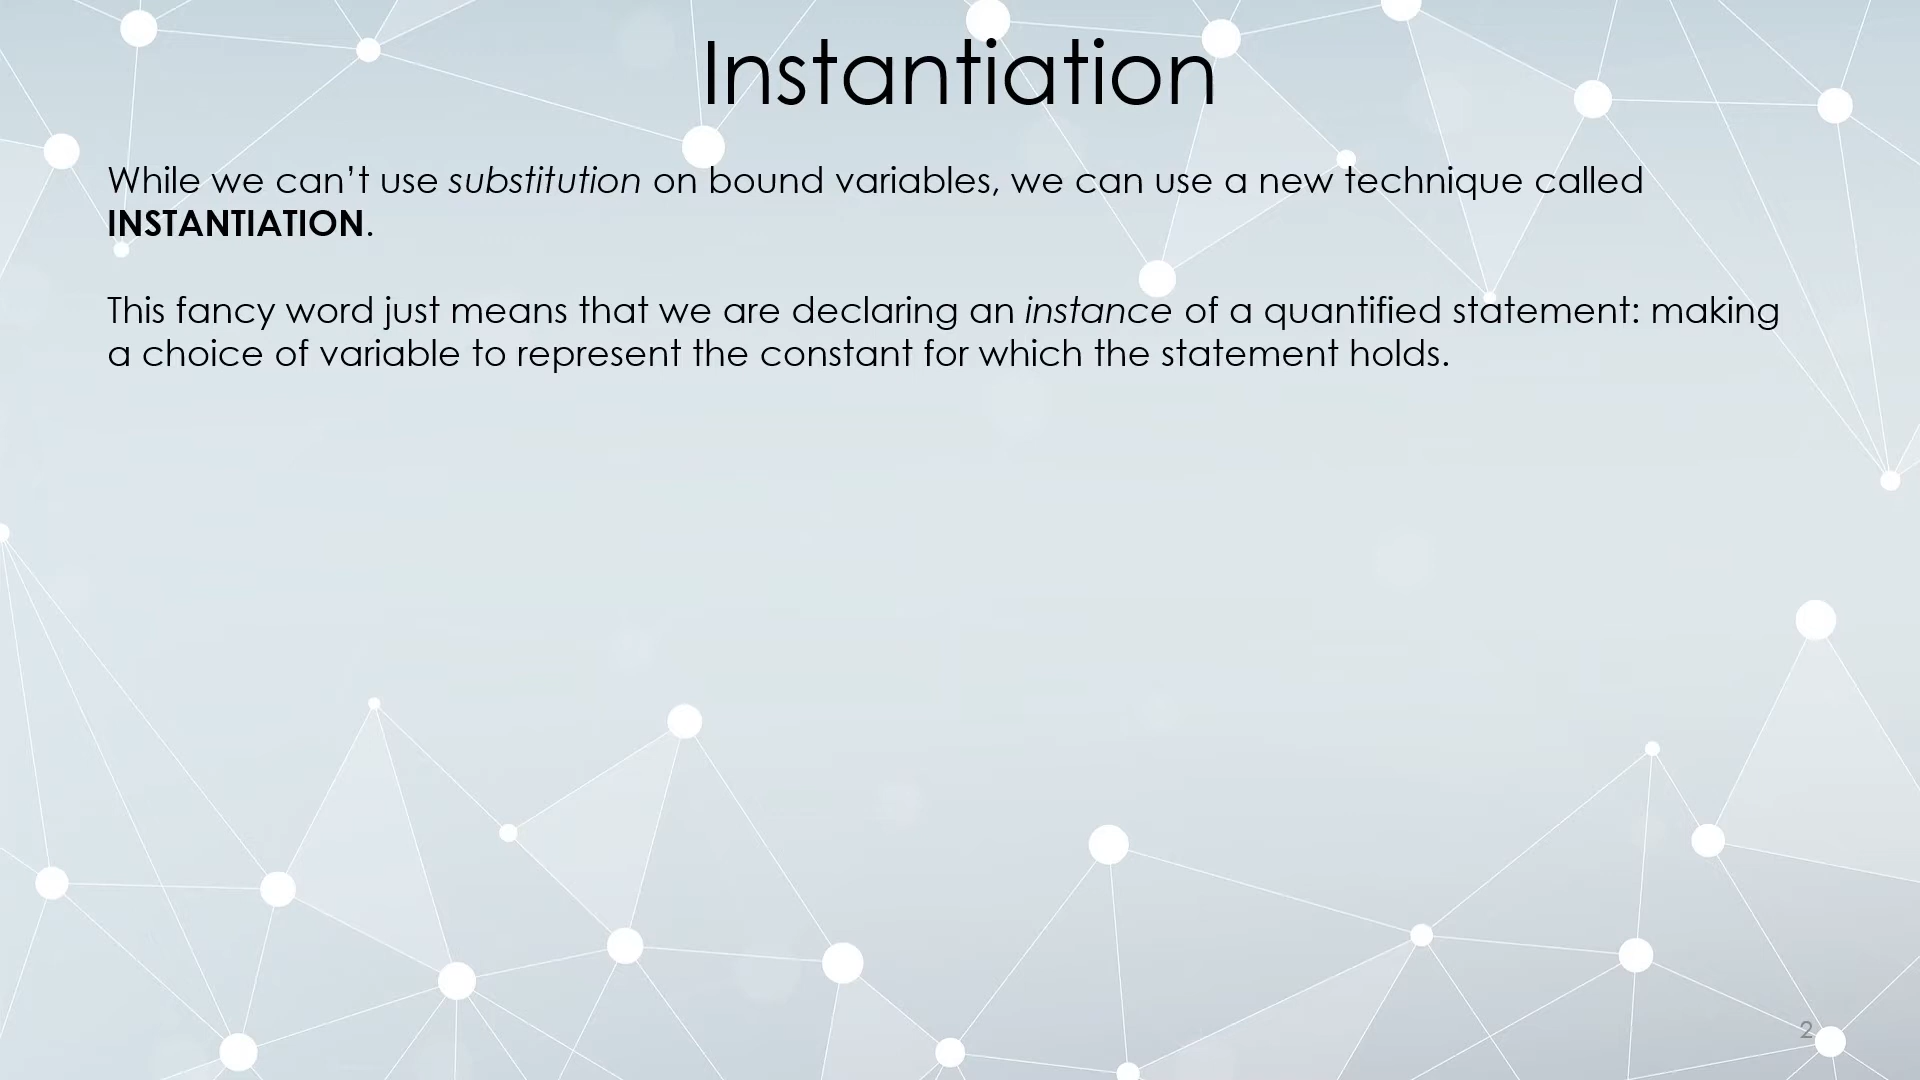 Instantiation
While we can’t use substitution on bound variables, we can use a new technique called
INSTANTIATION.
This fancy word just means that we are declaring an instance of a quantified statement: making
a choice of variable to represent the constant for which the statement holds.
2